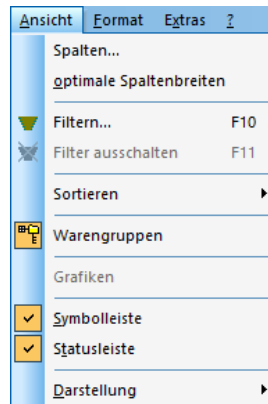 Ansicht Format Extras ?
Spalten...
optimale Spaltenbreiten
Filtern... F10
Filter ausschalten F11
Sortieren
Warengruppen
Grafiken
Symbolleiste
Statusleiste
Darstellung